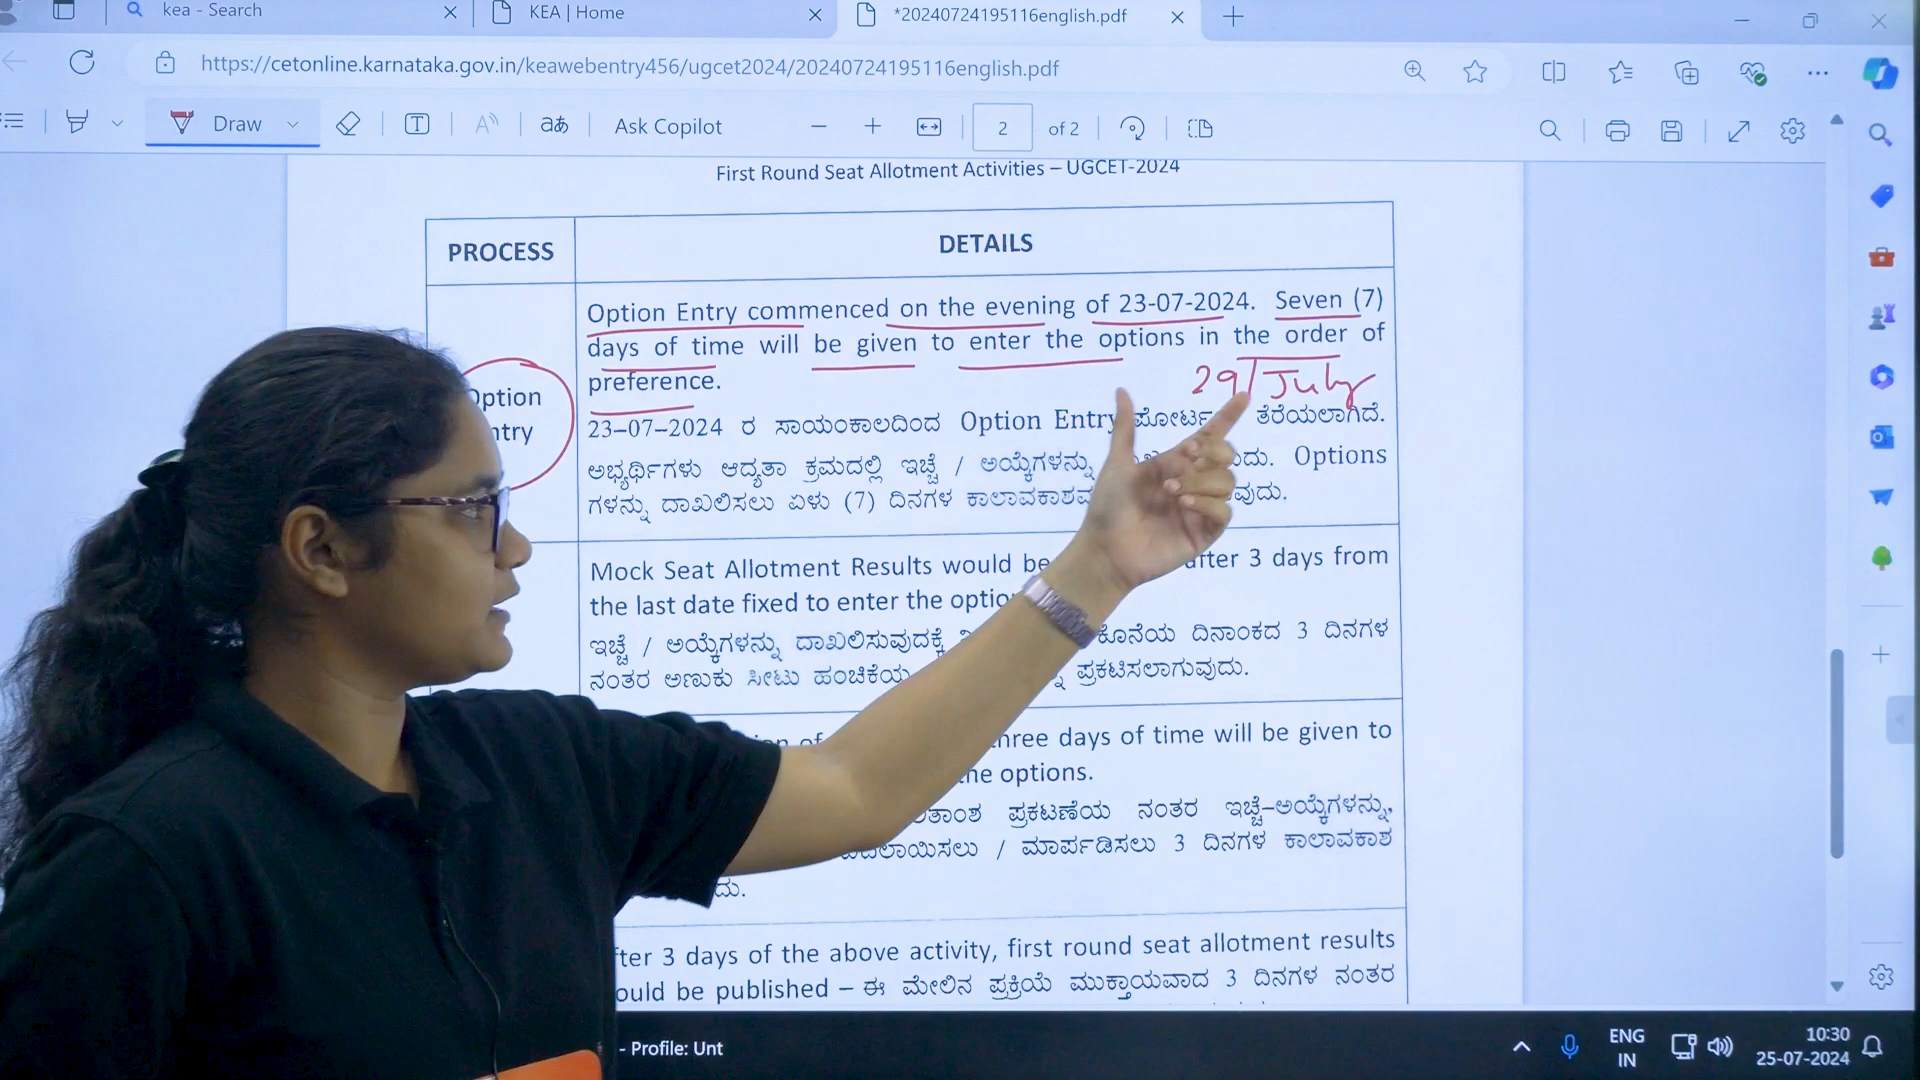 kea - Search
KEA | Home
*20240724195116english.pdf
https://cetonline.karnataka.gov.in/keawebentry456/ugcet2024/20240724195116english.pdf
Draw
Ask Copilot
2 of 2
First Round Seat Allotment Activities – UGCET-2024
PROCESS
DETAILS
Option Entry commenced on the evening of 23-07-2024. Seven (7)
days of time will be given to enter the options in the order of
preference.
29/July
ption
ntry
23–07–2024 ರ ಸಾಯಂಕಾಲದಿಂದ Option Entry ತೆರೆಯಲಾಗಿದೆ.
ಅಭ್ಯರ್ಥಿಗಳು ಆದ್ಯತಾ ಕ್ರಮದಲ್ಲಿ ಇಚ್ಛೆ / ಆಯ್ಕೆಗಳನ್ನು Options
ಗಳನ್ನು ದಾಖಲಿಸಲು ಏಳು (7) ದಿನಗಳ
Mock Seat Allotment Results would be after 3 days from
the last date fixed to enter the
ಇಚ್ಛೆ / ಆಯ್ಕೆಗಳನ್ನು ದಾಖಲಿಸುವುದಕ್ಕೆ ಕೊನೆಯ ದಿನಾಂಕದ 3 ದಿನಗಳ
ನಂತರ ಅಣುಕು ಸೀಟು ಹಂಚಿಕೆಯ ಪ್ರಕಟಿಸಲಾಗುವುದು.
hree days of time will be given to
he options.
ಪ್ರಕಟಣೆಯ ನಂತರ ಇಚ್ಛೆ–ಆಯ್ಕೆಗಳನ್ನು,
/ ಮಾರ್ಪಡಿಸಲು 3 ದಿನಗಳ ಕಾಲಾವಕಾಶ
ದು.
fter 3 days of the above activity, first round seat allotment results
ould be published – ಈ ಮೇಲಿನ ಪ್ರಕ್ರಿಯೆ ಮುಕ್ತಾಯವಾದ 3 ದಿನಗಳ ನಂತರ
- Profile: Unt
ENG
IN
10:30
25-07-2024